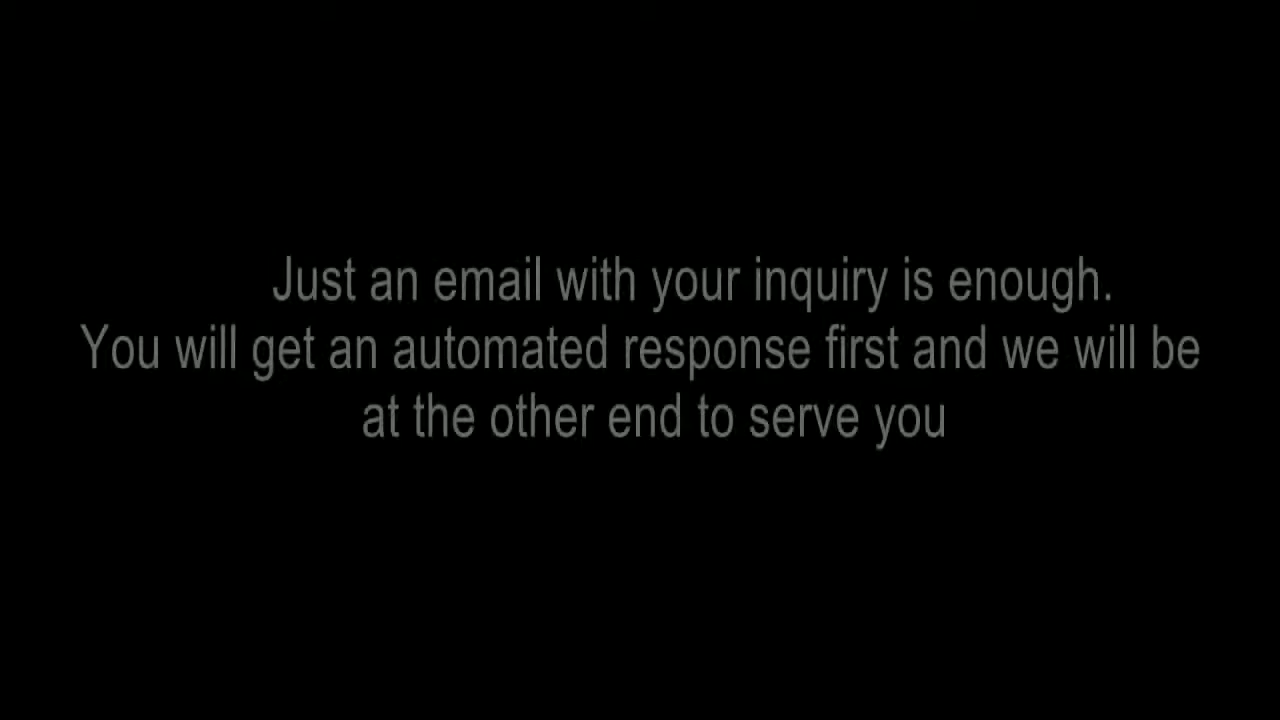 Just an email with your inquiry is enough.
You will get an automated response first and we will be
at the other end to serve you